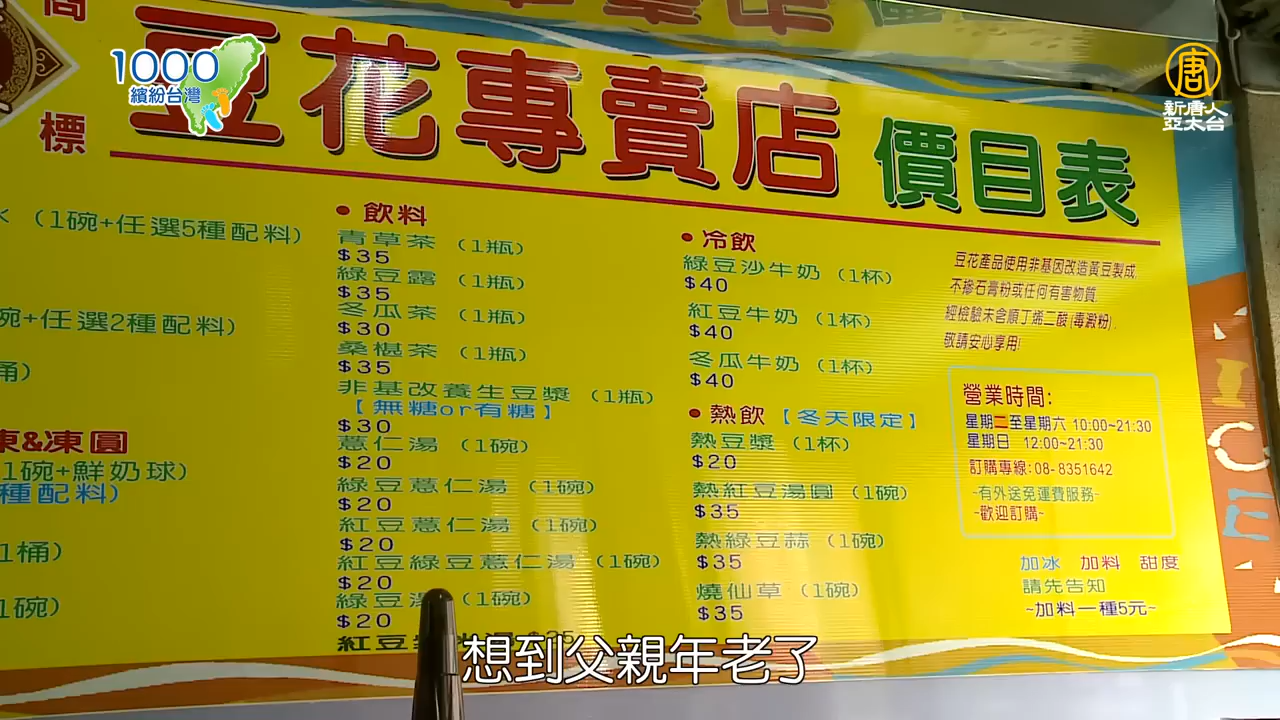 商
標
1000
繽紛台灣
豆花專賣店 價目表
新唐人
亞太台
(1碗+任選5種配料)
碗+任選2種配料)
桶)
凍&凍圓
1碗+鮮奶球)
種配料)
1桶)
1碗)
• 飲料
青草茶 (1瓶)
$35
綠豆露 (1瓶)
$35
冬瓜茶 (1瓶)
$30
桑椹茶 (1瓶)
$35
非基改養生豆漿 (1瓶)
【無糖or有糖】
$30
薏仁湯 (1碗)
$20
綠豆薏仁湯 (1碗)
$20
紅豆薏仁湯 (1碗)
$20
紅豆綠豆薏仁湯 (1碗)
$20
綠豆湯 (1碗)
$20
紅豆
• 冷飲
綠豆沙牛奶 (1杯)
$40
紅豆牛奶 (1杯)
$40
冬瓜牛奶 (1杯)
$40
• 熱飲【冬天限定】
熱豆漿 (1杯)
$20
熱紅豆湯圓 (1碗)
$35
熱綠豆蒜 (1碗)
$35
燒仙草 (1碗)
$35
豆花產品使用非基因改造黃豆製成,
不摻石膏粉或任何有害物質,
經檢驗未含順丁烯二酸(毒澱粉),
敬請安心享用!
營業時間:
星期二至星期六 10:00~21:30
星期日 12:00~21:30
訂購專線:08-8351642
~有外送免運費服務~
~歡迎訂購~
加冰 加料 甜度
請先告知
~加料一種5元~
ICE
想到父親年老了